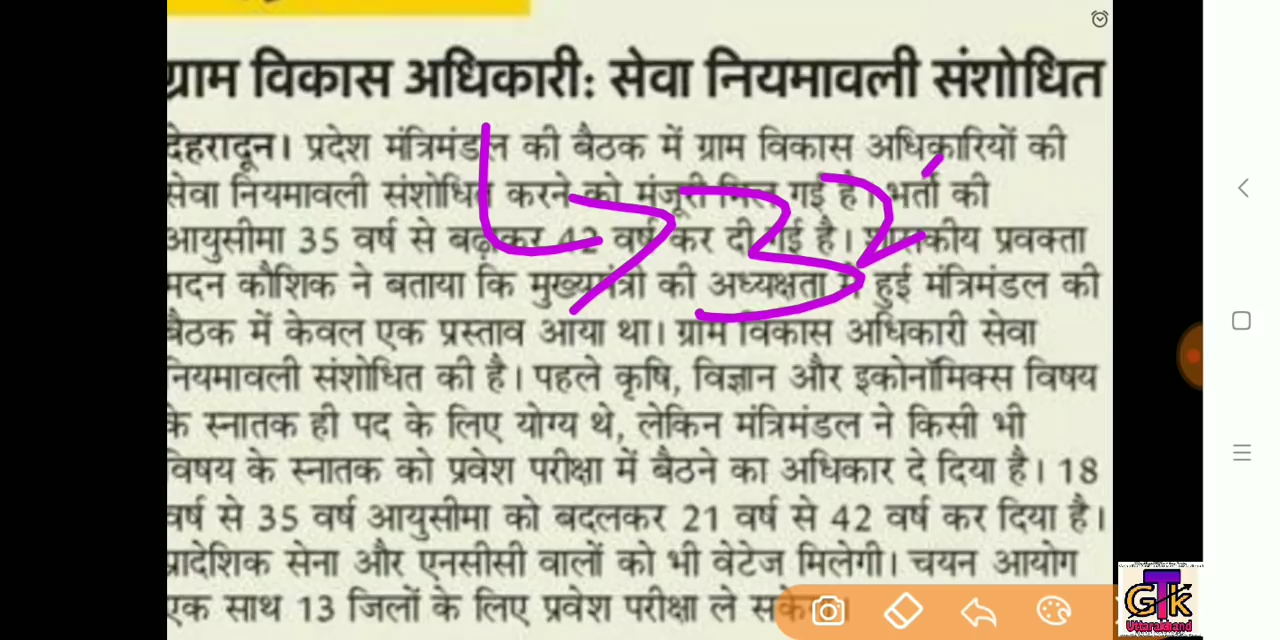 ग्राम विकास अधिकारी: सेवा नियमावली संशोधित
देहरादून। प्रदेश मंत्रिमंडल की बैठक में ग्राम विकास अधिकारियों की
सेवा नियमावली संशोधित करने को मंजूरी मिल गई है। भर्ती की
आयुसीमा 35 वर्ष से बढ़ाकर 42 वर्ष कर दी गई है। शासकीय प्रवक्ता
मदन कौशिक ने बताया कि मुख्यमंत्री की अध्यक्षता में हुई मंत्रिमंडल की
बैठक में केवल एक प्रस्ताव आया था। ग्राम विकास अधिकारी सेवा
नियमावली संशोधित की है। पहले कृषि, विज्ञान और इकोनॉमिक्स विषय
के स्नातक ही पद के लिए योग्य थे, लेकिन मंत्रिमंडल ने किसी भी
विषय के स्नातक को प्रवेश परीक्षा में बैठने का अधिकार दे दिया है। 18
वर्ष से 35 वर्ष आयुसीमा को बदलकर 21 वर्ष से 42 वर्ष कर दिया है।
प्रादेशिक सेना और एनसीसी वालों को भी वेटेज मिलेगी। चयन आयोग
एक साथ 13 जिलों के लिए प्रवेश परीक्षा ले सकेगा।
GTK
Uttarakhand